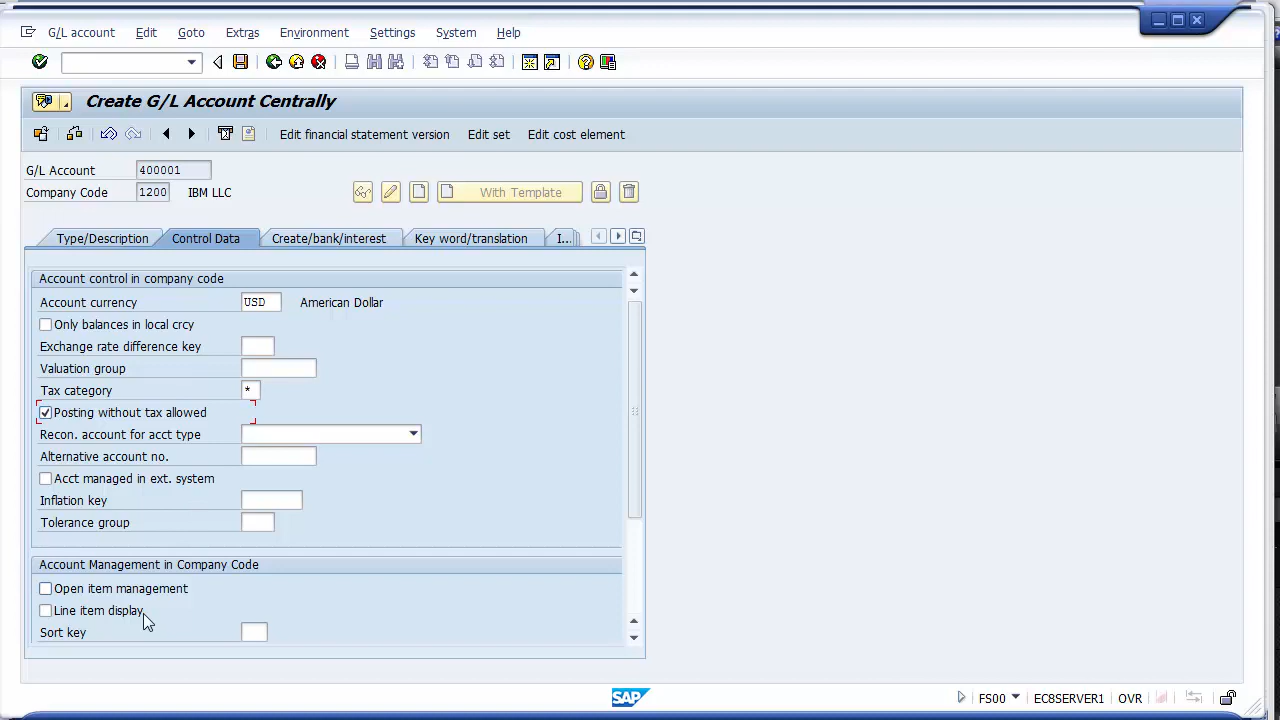 G/L account Edit Goto Extras Environment Settings System Help
Create G/L Account Centrally
Edit financial statement version Edit set Edit cost element
G/L Account 400001
Company Code 1200 IBM LLC With Template
Type/Description Control Data Create/bank/interest Key word/translation I...
Account control in company code
Account currency USD American Dollar
Only balances in local crcy
Exchange rate difference key
Valuation group
Tax category *
Posting without tax allowed
Recon. account for acct type
Alternative account no.
Acct managed in ext. system
Inflation key
Tolerance group
Account Management in Company Code
Open item management
Line item display
Sort key
SAP FS00 EC8SERVER1 OVR